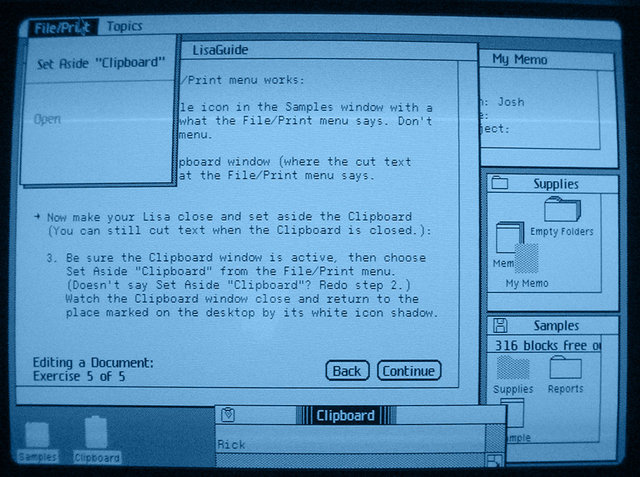 File/Print Topics
Set Aside "Clipboard"
Open
LisaGuide
/Print menu works:
le icon in the Samples window with a
what the File/Print menu says. Don't
menu.
pboard window (where the cut text
at the File/Print menu says.
→ Now make your Lisa close and set aside the Clipboard
(You can still cut text when the Clipboard is closed.):
3. Be sure the Clipboard window is active, then choose
Set Aside "Clipboard" from the File/Print menu.
(Doesn't say Set Aside "Clipboard"? Redo step 2.)
Watch the Clipboard window close and return to the
place marked on the desktop by its white icon shadow.
Editing a Document:
Exercise 5 of 5
Back Continue
My Memo
: Josh
:
ject:
Supplies
Empty Folders
Mem
My Memo
Samples
316 blocks free o
Supplies Reports
mple
Clipboard
Rick
Samples Clipboard